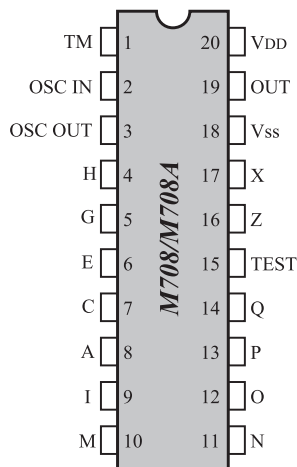 TM 1 20 VDD
OSC IN 2 19 OUT
OSC OUT 3 18 Vss
H 4 17 X
G 5 16 Z
E 6 15 TEST
C 7 14 Q
A 8 13 P
I 9 12 O
M 10 11 N
M708/M708A